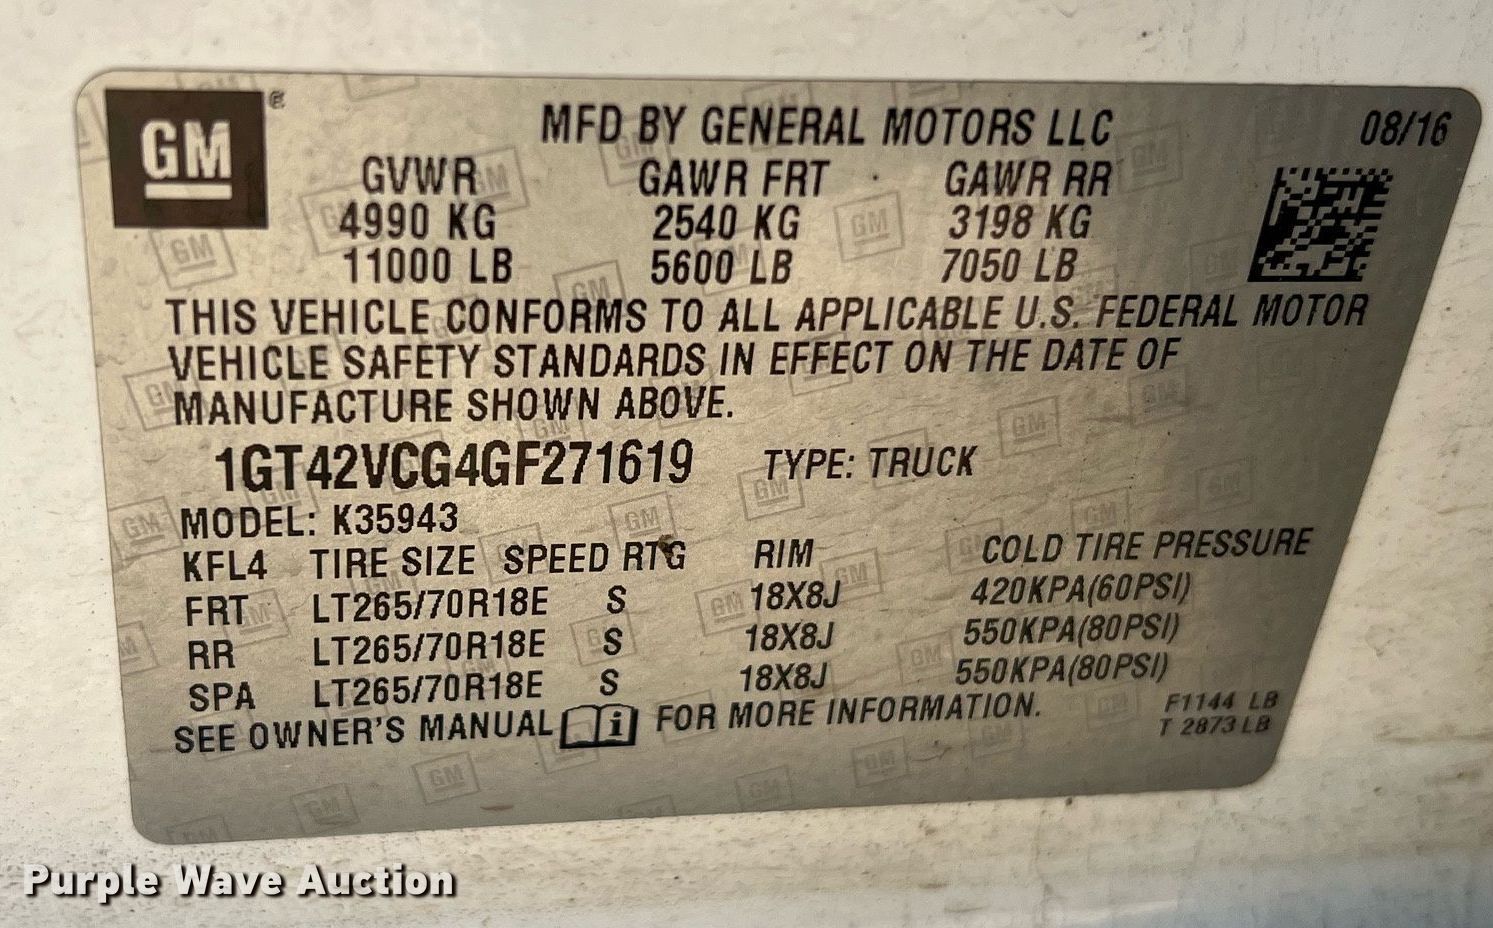 GM
MFD BY GENERAL MOTORS LLC 08/16
GVWR GAWR FRT GAWR RR
4990 KG 2540 KG 3198 KG
11000 LB 5600 LB 7050 LB
THIS VEHICLE CONFORMS TO ALL APPLICABLE U.S. FEDERAL MOTOR
VEHICLE SAFETY STANDARDS IN EFFECT ON THE DATE OF
MANUFACTURE SHOWN ABOVE.
1GT42VCG4GF271619 TYPE: TRUCK
MODEL: K35943
KFL4 TIRE SIZE SPEED RTG RIM COLD TIRE PRESSURE
FRT LT265/70R18E S 18X8J 420KPA(60PSI)
RR LT265/70R18E S 18X8J 550KPA(80PSI)
SPA LT265/70R18E S 18X8J 550KPA(80PSI)
SEE OWNER'S MANUAL i FOR MORE INFORMATION.
F1144 LB
T 2873 LB
Purple Wave Auction